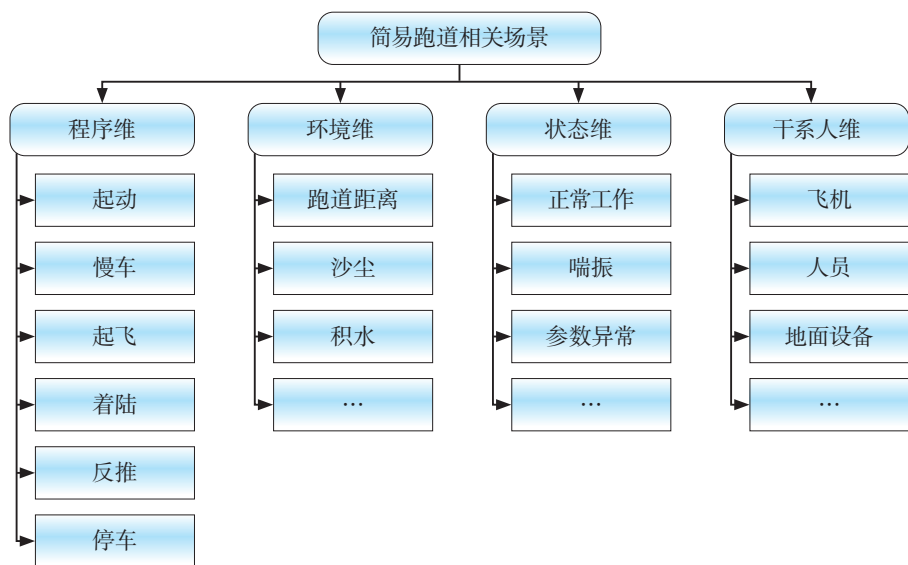 简易跑道相关场景
程序维
环境维
状态维
干系人维
起动
跑道距离
正常工作
飞机
慢车
沙尘
喘振
人员
起飞
积水
参数异常
地面设备
着陆
…
…
…
反推
停车